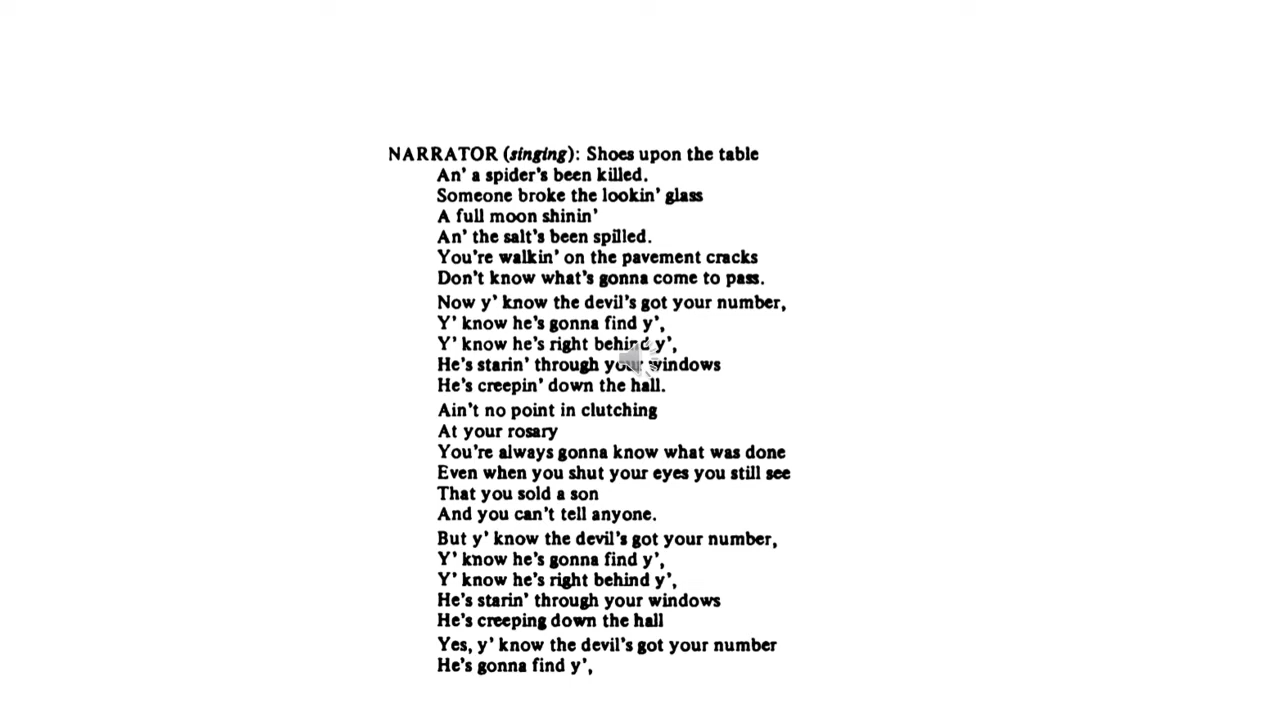 NARRATOR (singing): Shoes upon the table
An' a spider's been killed.
Someone broke the lookin' glass
A full moon shinin'
An' the salt's been spilled.
You're walkin' on the pavement cracks
Don't know what's gonna come to pass.
Now y' know the devil's got your number,
Y' know he's gonna find y',
Y' know he's right behind y',
He's starin' through your windows
He's creepin' down the hall.
Ain't no point in clutching
At your rosary
You're always gonna know what was done
Even when you shut your eyes you still see
That you sold a son
And you can't tell anyone.
But y' know the devil's got your number,
Y' know he's gonna find y',
Y' know he's right behind y',
He's starin' through your windows
He's creeping down the hall
Yes, y' know the devil's got your number
He's gonna find y',